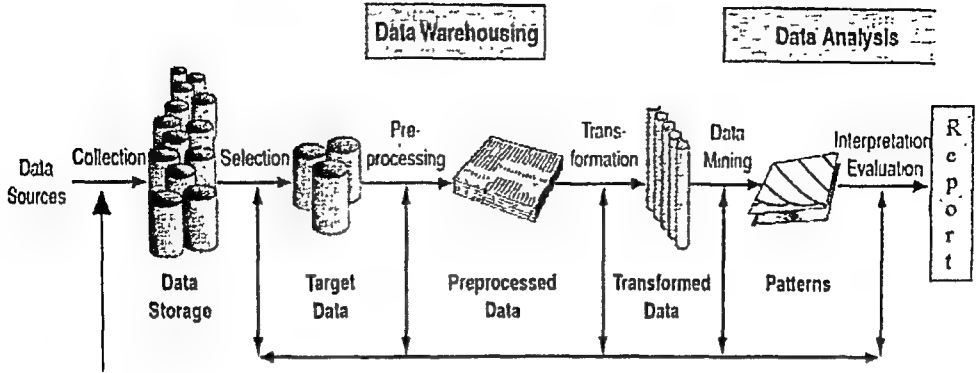 Data Warehousing
Data Analysis
Data
Sources
Collection
Data
Storage
Selection
Target
Data
Pre-
processing
Preprocessed
Data
Trans-
formation
Transformed
Data
Data
Mining
Patterns
Interpretation
Evaluation
Report